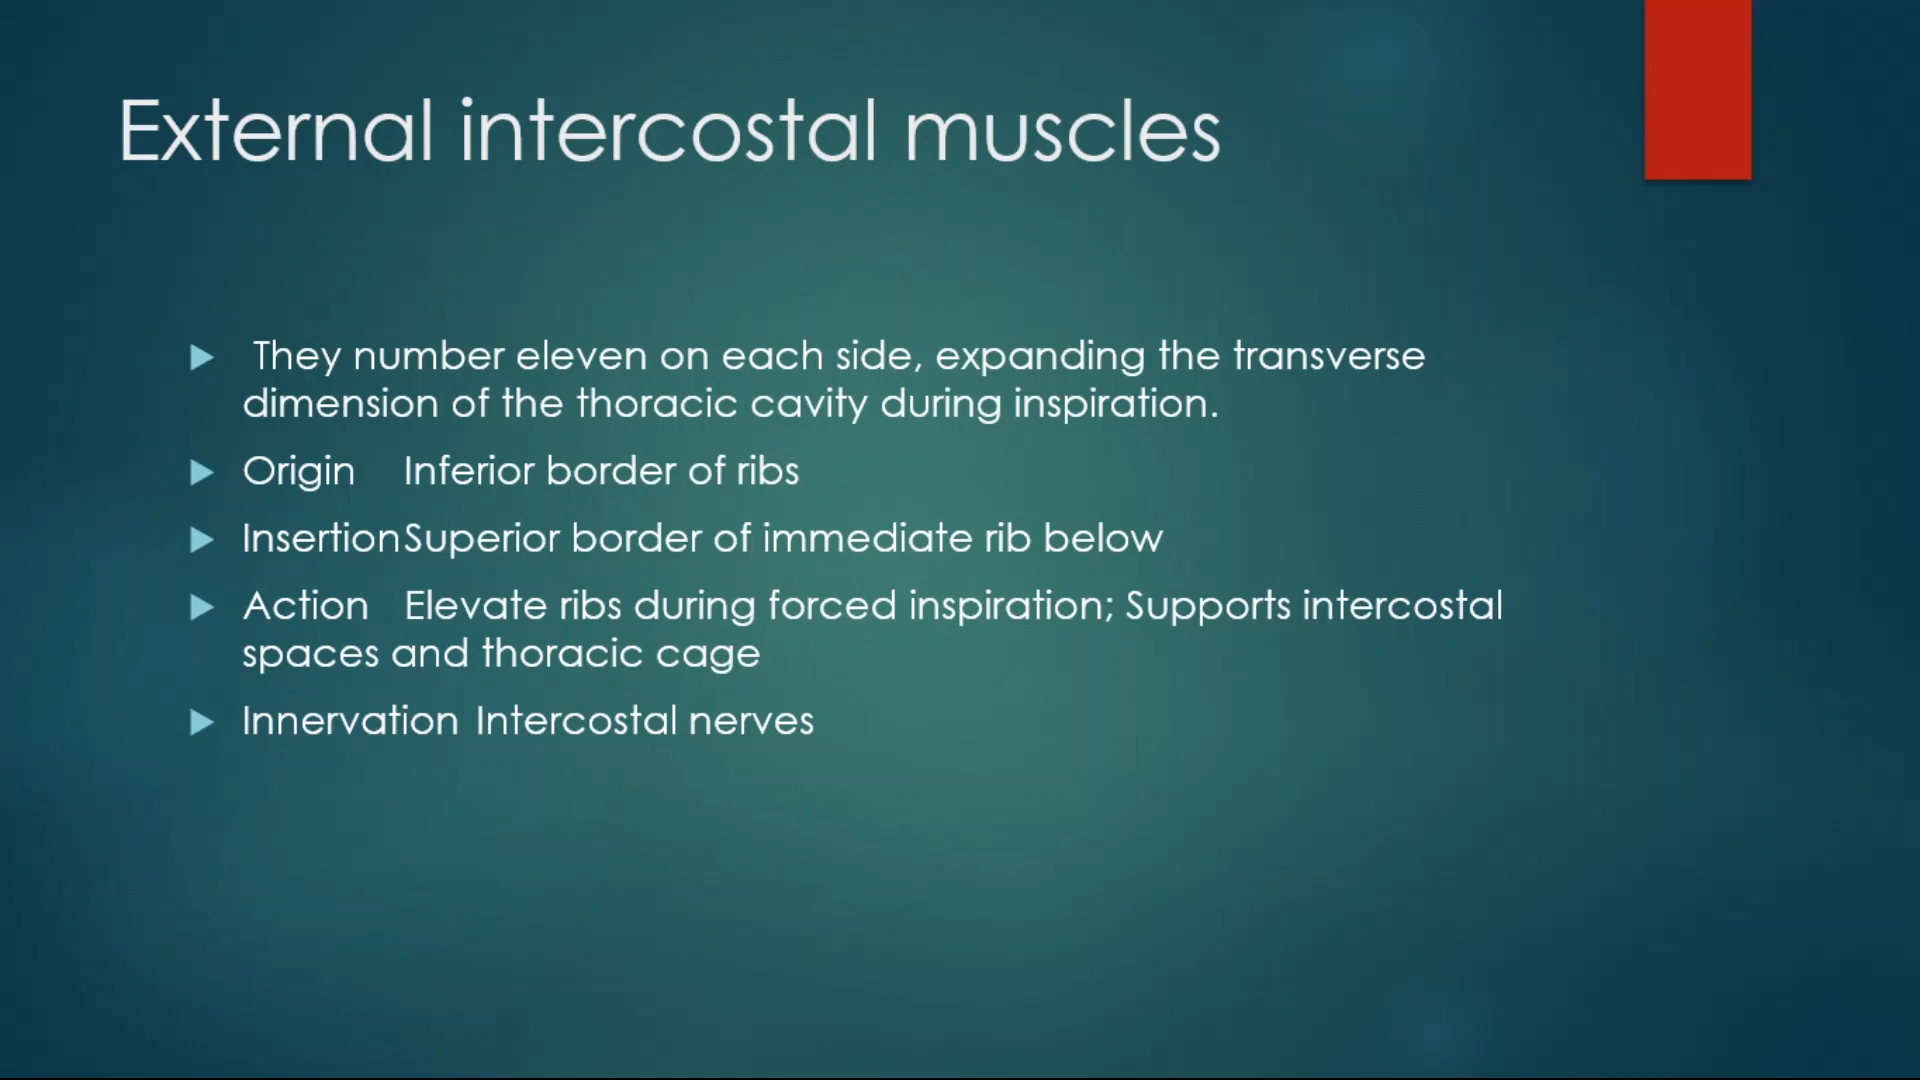 External intercostal muscles
They number eleven on each side, expanding the transverse
dimension of the thoracic cavity during inspiration.
Origin Inferior border of ribs
Insertion Superior border of immediate rib below
Action Elevate ribs during forced inspiration; Supports intercostal
spaces and thoracic cage
Innervation Intercostal nerves